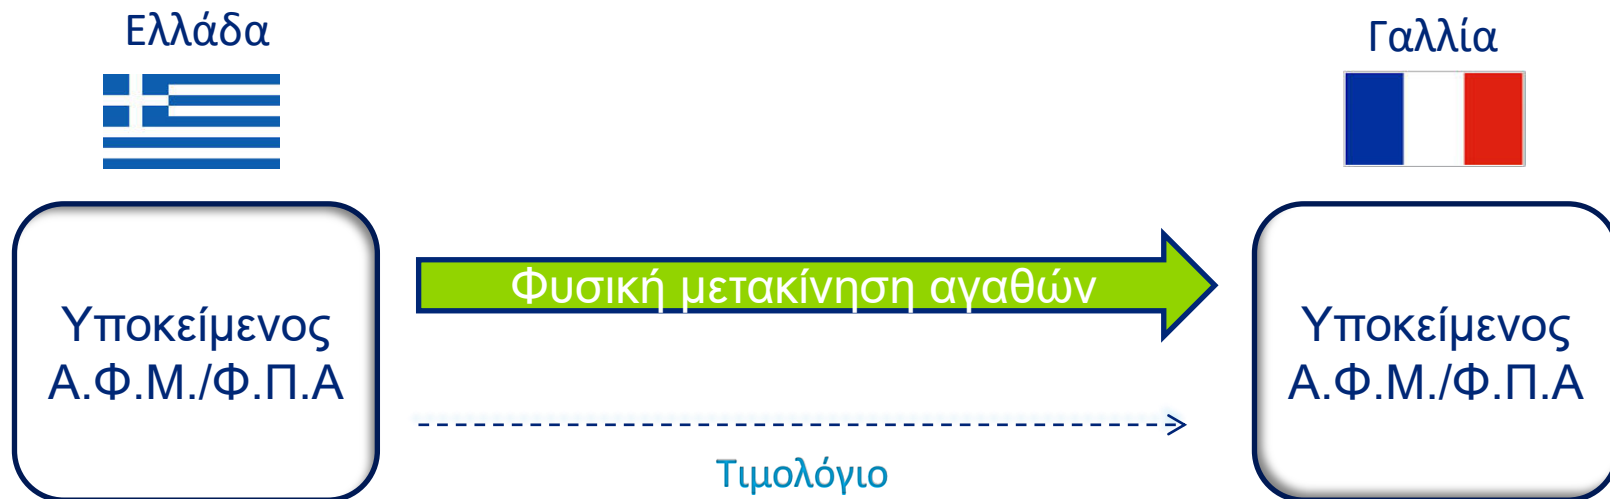 Ελλάδα
Γαλλία
Υποκείμενος
Α.Φ.Μ./Φ.Π.Α
Φυσική μετακίνηση αγαθών
Τιμολόγιο
Υποκείμενος
Α.Φ.Μ./Φ.Π.Α